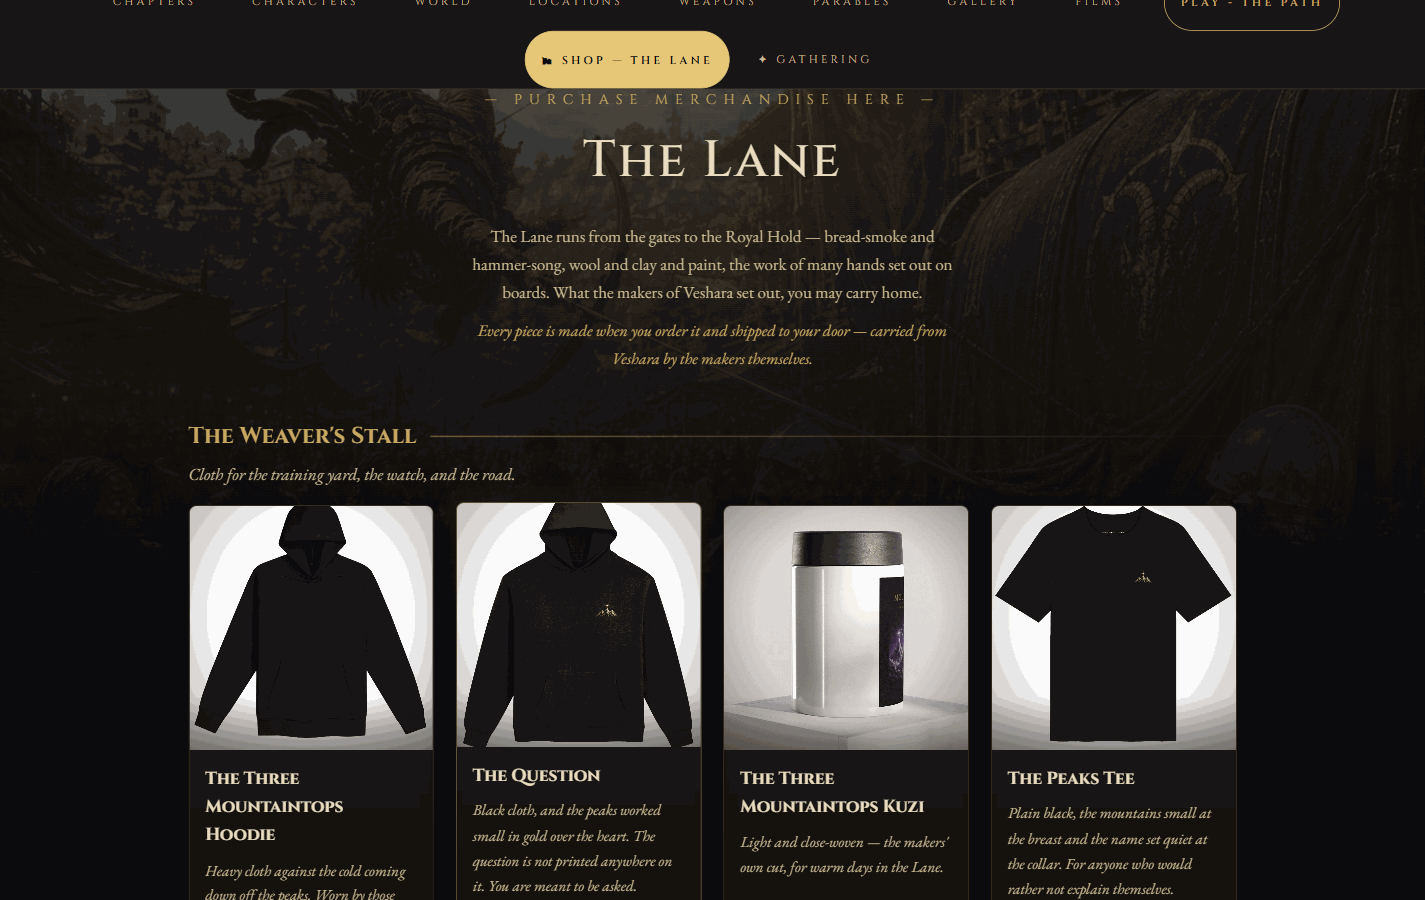 CHAPTERS CHARACTERS WORLD LOCATIONS WEAPONS PARABLES GALLERY FILMS PLAY - THE PATH
SHOP — THE LANE ✦ GATHERING
— PURCHASE MERCHANDISE HERE —
The Lane
The Lane runs from the gates to the Royal Hold — bread-smoke and
hammer-song, wool and clay and paint, the work of many hands set out on
boards. What the makers of Veshara set out, you may carry home.
Every piece is made when you order it and shipped to your door — carried from
Veshara by the makers themselves.
The Weaver's Stall
Cloth for the training yard, the watch, and the road.
The Three
Mountaintops
Hoodie
Heavy cloth against the cold coming
down off the peaks. Worn by those
The Question
Black cloth, and the peaks worked
small in gold over the heart. The
question is not printed anywhere on
it. You are meant to be asked.
The Three
Mountaintops Kuzi
Light and close-woven — the makers'
own cut, for warm days in the Lane.
The Peaks Tee
Plain black, the mountains small at
the breast and the name set quiet at
the collar. For anyone who would
rather not explain themselves.